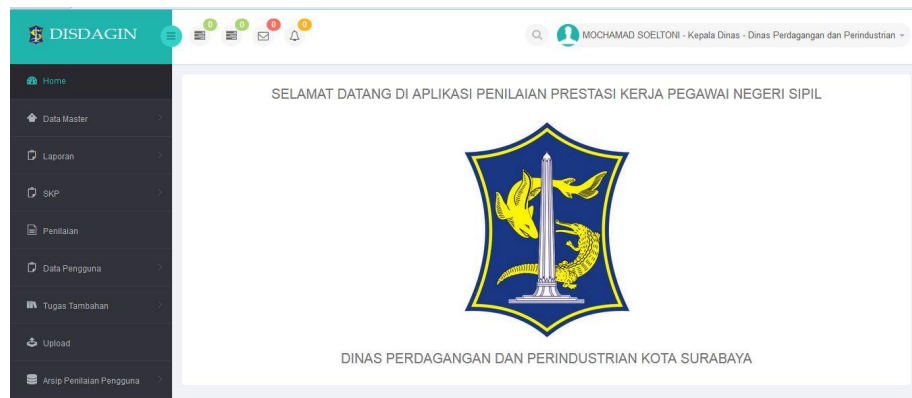 DISDAGIN
0
0
0
0
MOCHAMAD SOELTONI - Kepala Dinas - Dinas Perdagangan dan Perindustrian
Home
Data Master
Laporan
SKP
Penilaian
Data Pengguna
Tugas Tambahan
Upload
Arsip Penilaian Pengguna
SELAMAT DATANG DI APLIKASI PENILAIAN PRESTASI KERJA PEGAWAI NEGERI SIPIL
DINAS PERDAGANGAN DAN PERINDUSTRIAN KOTA SURABAYA